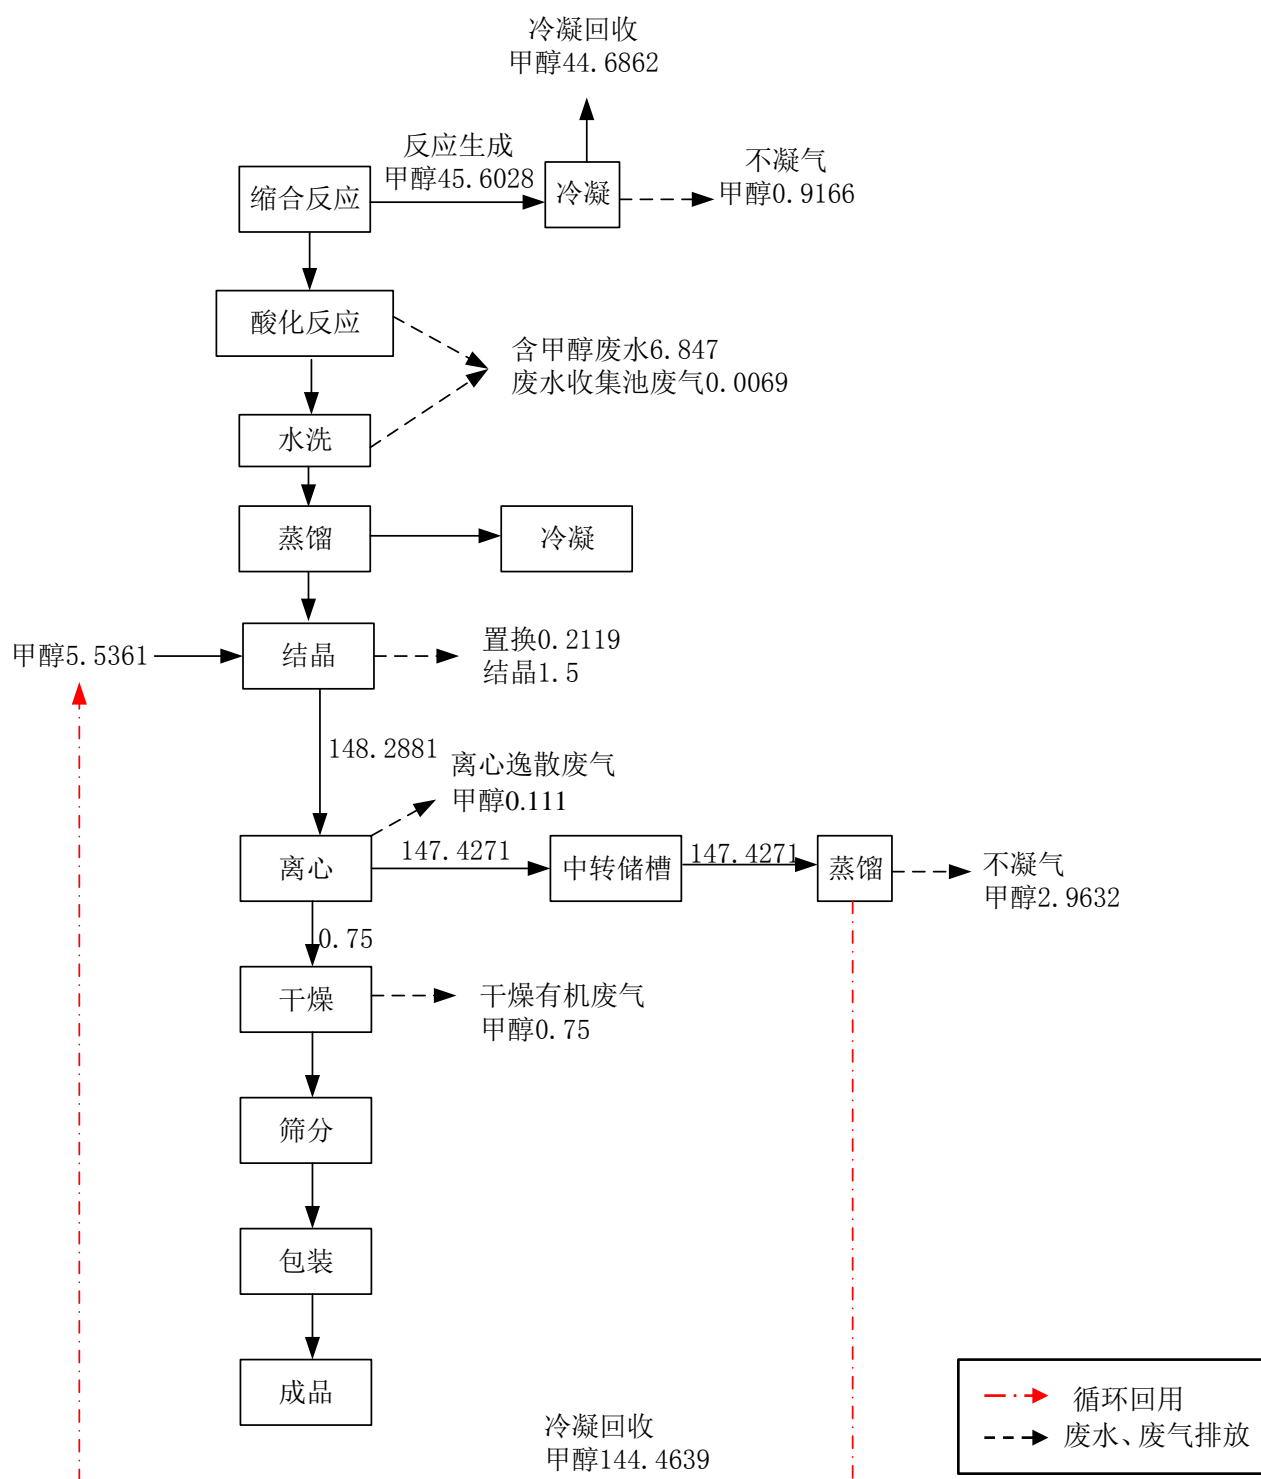 冷凝回收
甲醇44.6862
反应生成
甲醇45.6028
不凝气
甲醇0.9166
缩合反应
冷凝
酸化反应
含甲醇废水6.847
废水收集池废气0.0069
水洗
蒸馏
冷凝
甲醇5.5361
结晶
置换0.2119
结晶1.5
148.2881
离心逸散废气
甲醇0.111
离心
147.4271
中转储槽
147.4271
蒸馏
不凝气
甲醇2.9632
0.75
干燥
干燥有机废气
甲醇0.75
筛分
包装
成品
冷凝回收
甲醇144.4639
循环回用
废水、废气排放